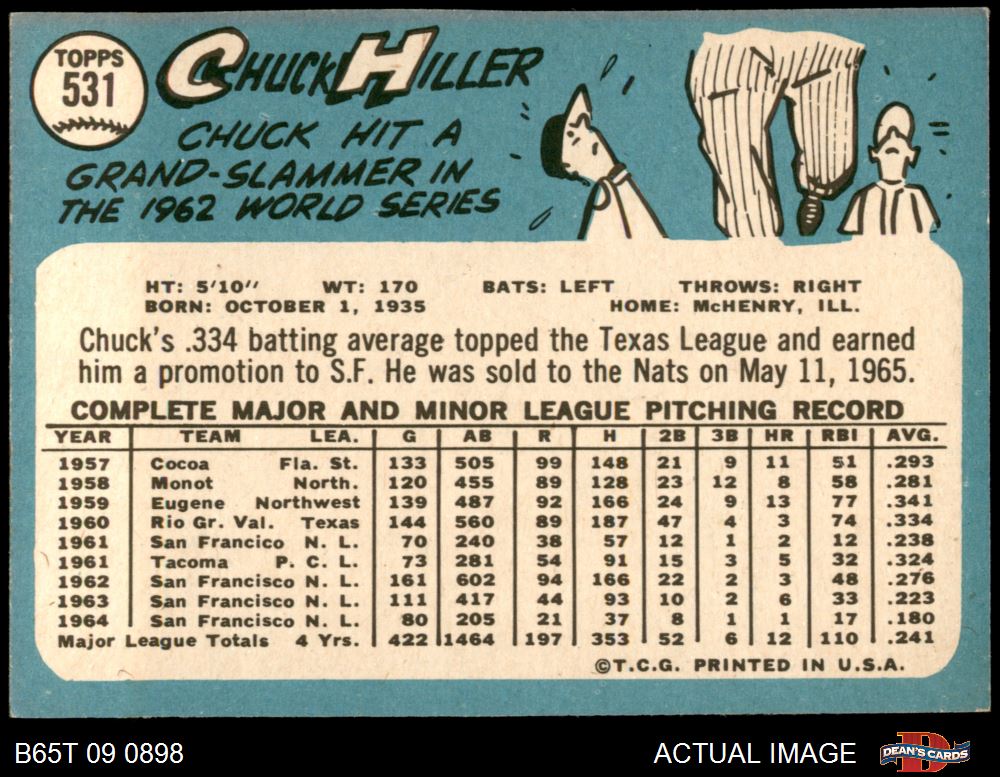 TOPPS
531
CHUCK HILLER
CHUCK HIT A
GRAND-SLAMMER IN
THE 1962 WORLD SERIES
HT: 5'10" WT: 170 BATS: LEFT THROWS: RIGHT
BORN: OCTOBER 1, 1935 HOME: McHENRY, ILL.
Chuck's .334 batting average topped the Texas League and earned
him a promotion to S.F. He was sold to the Nats on May 11, 1965.
COMPLETE MAJOR AND MINOR LEAGUE PITCHING RECORD
YEAR TEAM LEA. G AB R H 2B 3B HR RBI AVG.
1957 Cocoa Fla. St. 133 505 99 148 21 9 11 51 .293
1958 Monot North. 120 455 89 128 23 12 8 58 .281
1959 Eugene Northwest 139 487 92 166 24 9 13 77 .341
1960 Rio Gr. Val. Texas 144 560 89 187 47 4 3 74 .334
1961 San Francico N. L. 70 240 38 57 12 1 2 12 .238
1961 Tacoma P. C. L. 73 281 54 91 15 3 5 32 .324
1962 San Francisco N. L. 161 602 94 166 22 2 3 48 .276
1963 San Francisco N. L. 111 417 44 93 10 2 6 33 .223
1964 San Francisco N. L. 80 205 21 37 8 1 1 17 .180
Major League Totals 4 Yrs. 422 1464 197 353 52 6 12 110 .241
©T.C.G. PRINTED IN U.S.A.
B65T 09 0898 ACTUAL IMAGE DEAN'S CARDS